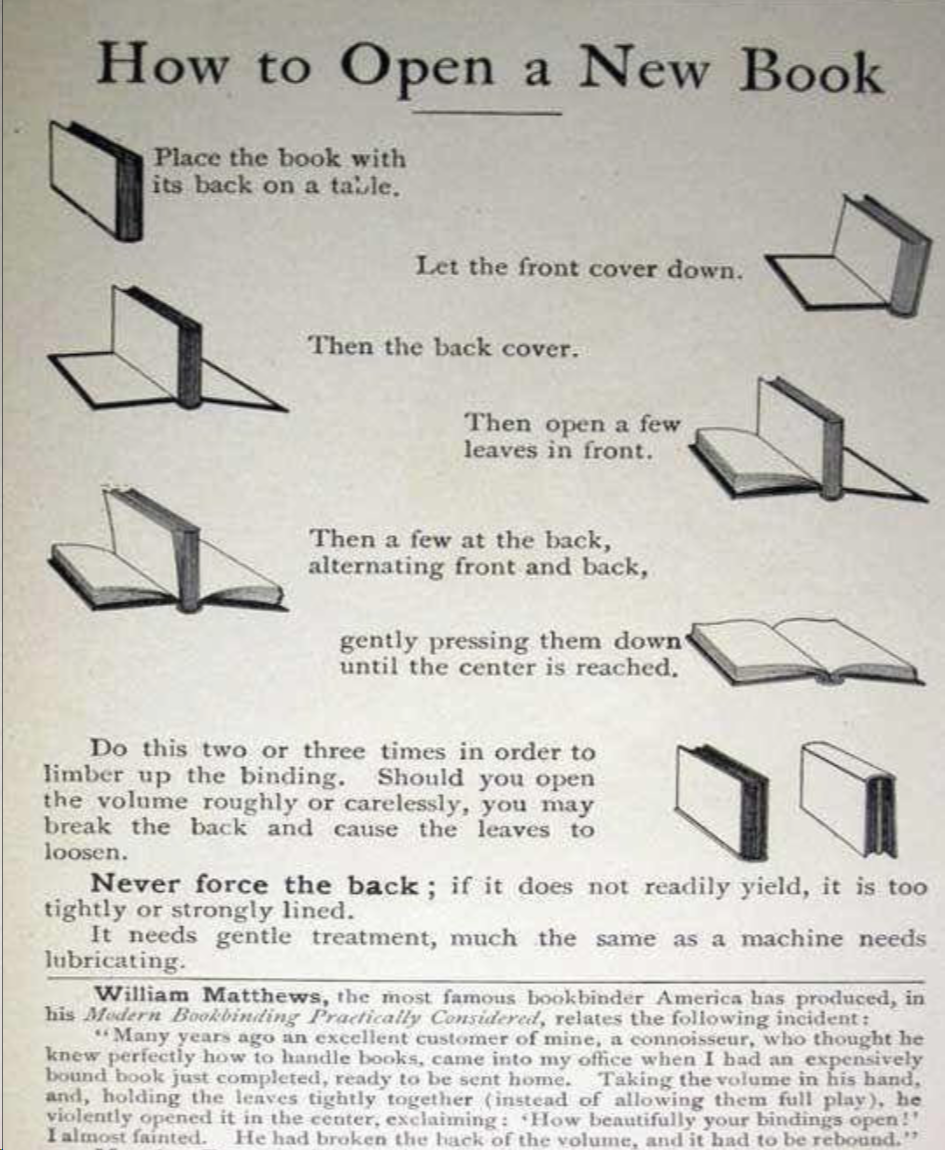 How to Open a New Book
Place the book with
its back on a table.
Let the front cover down.
Then the back cover.
Then open a few
leaves in front.
Then a few at the back,
alternating front and back,
gently pressing them down
until the center is reached.
Do this two or three times in order to
limber up the binding. Should you open
the volume roughly or carelessly, you may
break the back and cause the leaves to
loosen.
Never force the back; if it does not readily yield, it is too
tightly or strongly lined.
It needs gentle treatment, much the same as a machine needs
lubricating.
William Matthews, the most famous bookbinder America has produced, in
his Modern Bookbinding Practically Considered, relates the following incident:
"Many years ago an excellent customer of mine, a connoisseur, who thought he
knew perfectly how to handle books, came into my office when I had an expensively
bound book just completed, ready to be sent home. Taking the volume in his hand,
and, holding the leaves tightly together (instead of allowing them full play), he
violently opened it in the center, exclaiming: 'How beautifully your bindings open!'
I almost fainted. He had broken the back of the volume, and it had to be rebound."